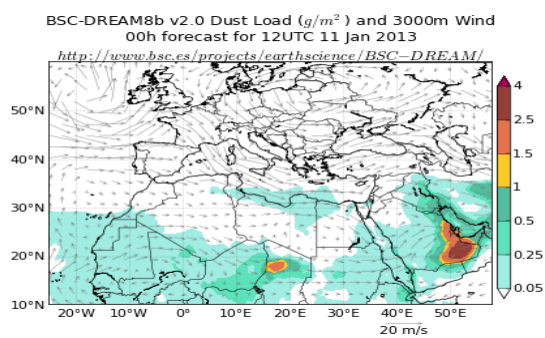 BSC-DREAM8b v2.0 Dust Load (g/m²) and 3000m Wind
00h forecast for 12UTC 11 Jan 2013
http://www.bsc.es/projects/earthscience/BSC−DREAM/
50°N
40°N
30°N
20°N
10°N
20°W 10°W 0° 10°E 20°E 30°E 40°E 50°E
20 m/s
4
2.5
1.5
1
0.5
0.25
0.05